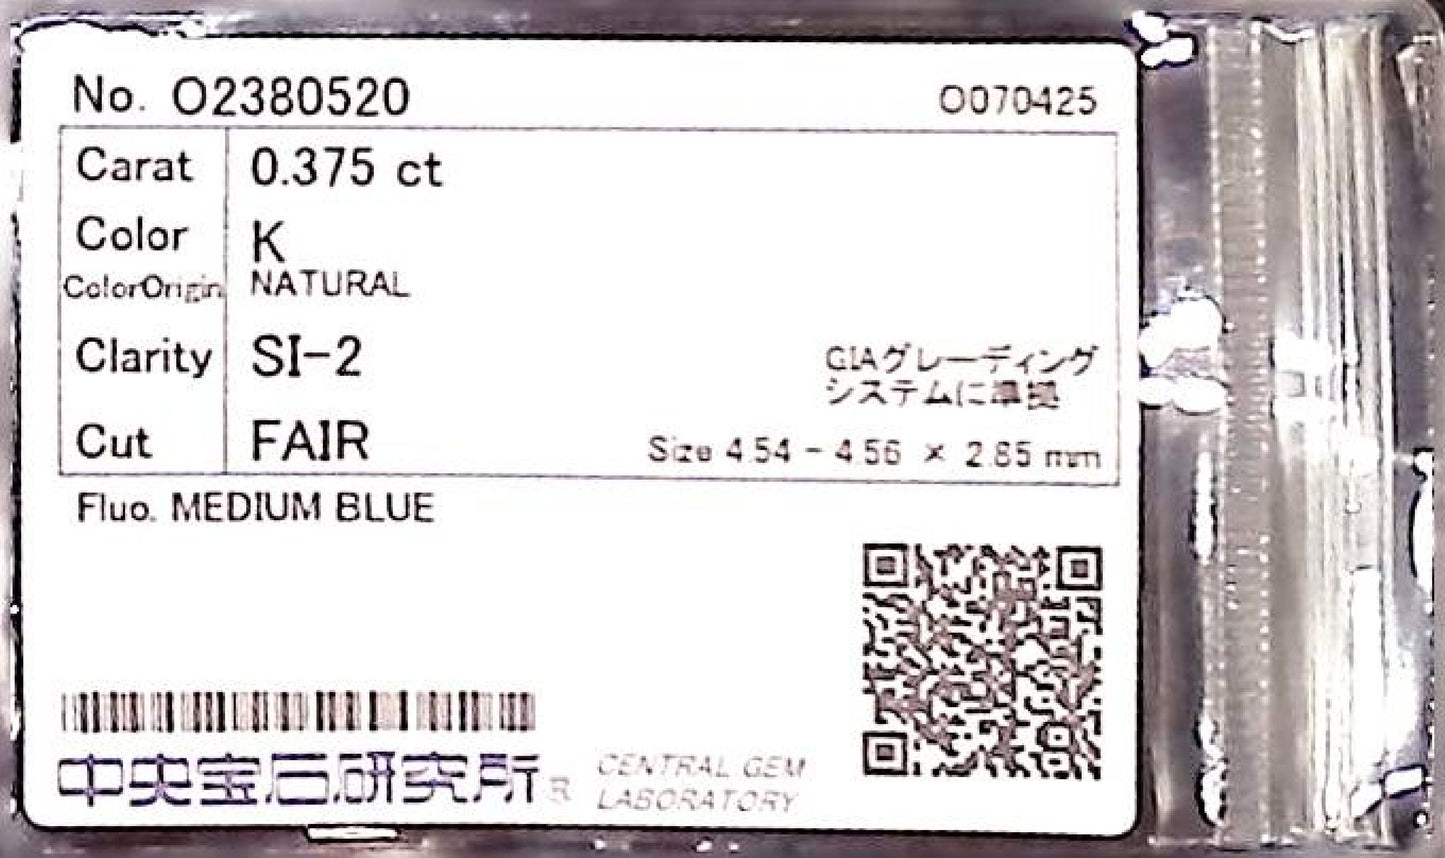 No. O2380520
O070425
Carat 0.375 ct
Color K
ColorOrigin NATURAL
Clarity SI-2
GIAグレーディング
システムに準拠
Cut FAIR
Size 4.54 - 4.56 × 2.85 mm
Fluo. MEDIUM BLUE
中央宝石研究所®
CENTRAL GEM
LABORATORY